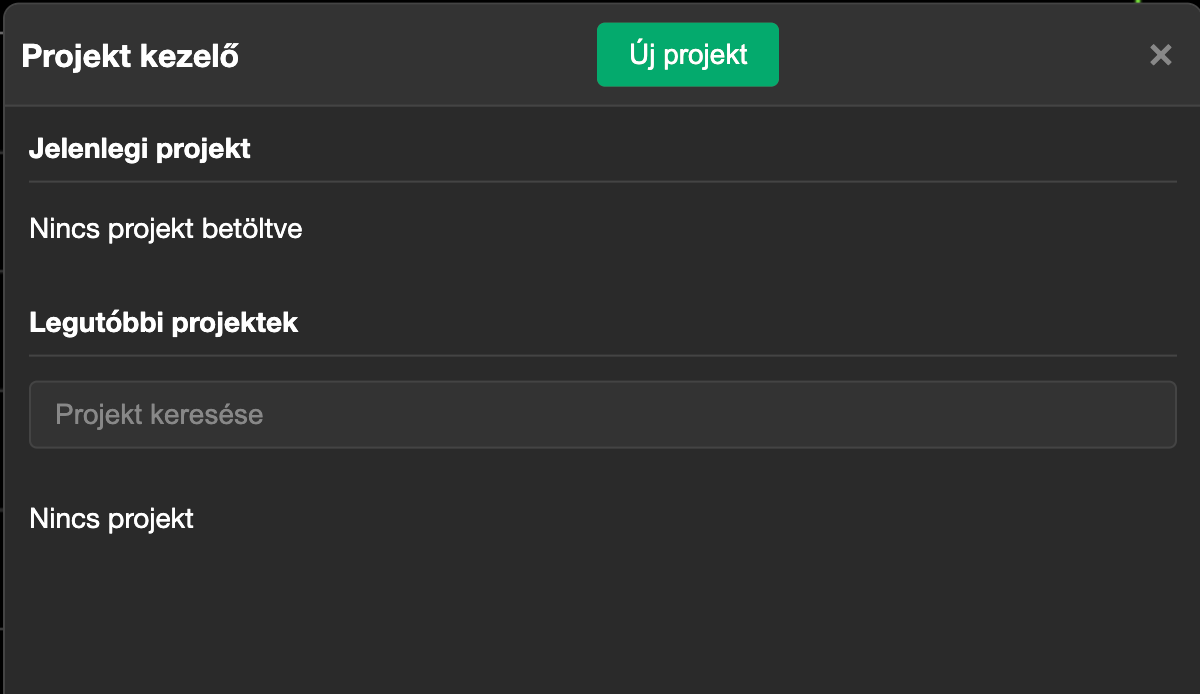 Projekt kezelő
Új projekt
×
Jelenlegi projekt
Nincs projekt betöltve
Legutóbbi projektek
Projekt keresése
Nincs projekt